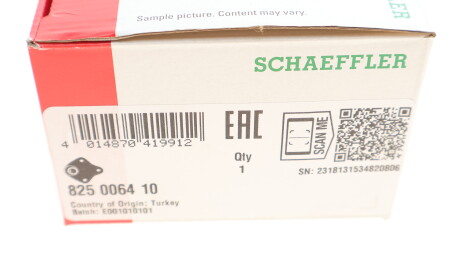 Sample picture. Content may vary.
SCHAEFFLER
4 014870 419912
EAC
Qty
1
SCAN ME
SN: 2318131534820806
825 0064 10
Country of Origin: Turkey
Batch: E001010101